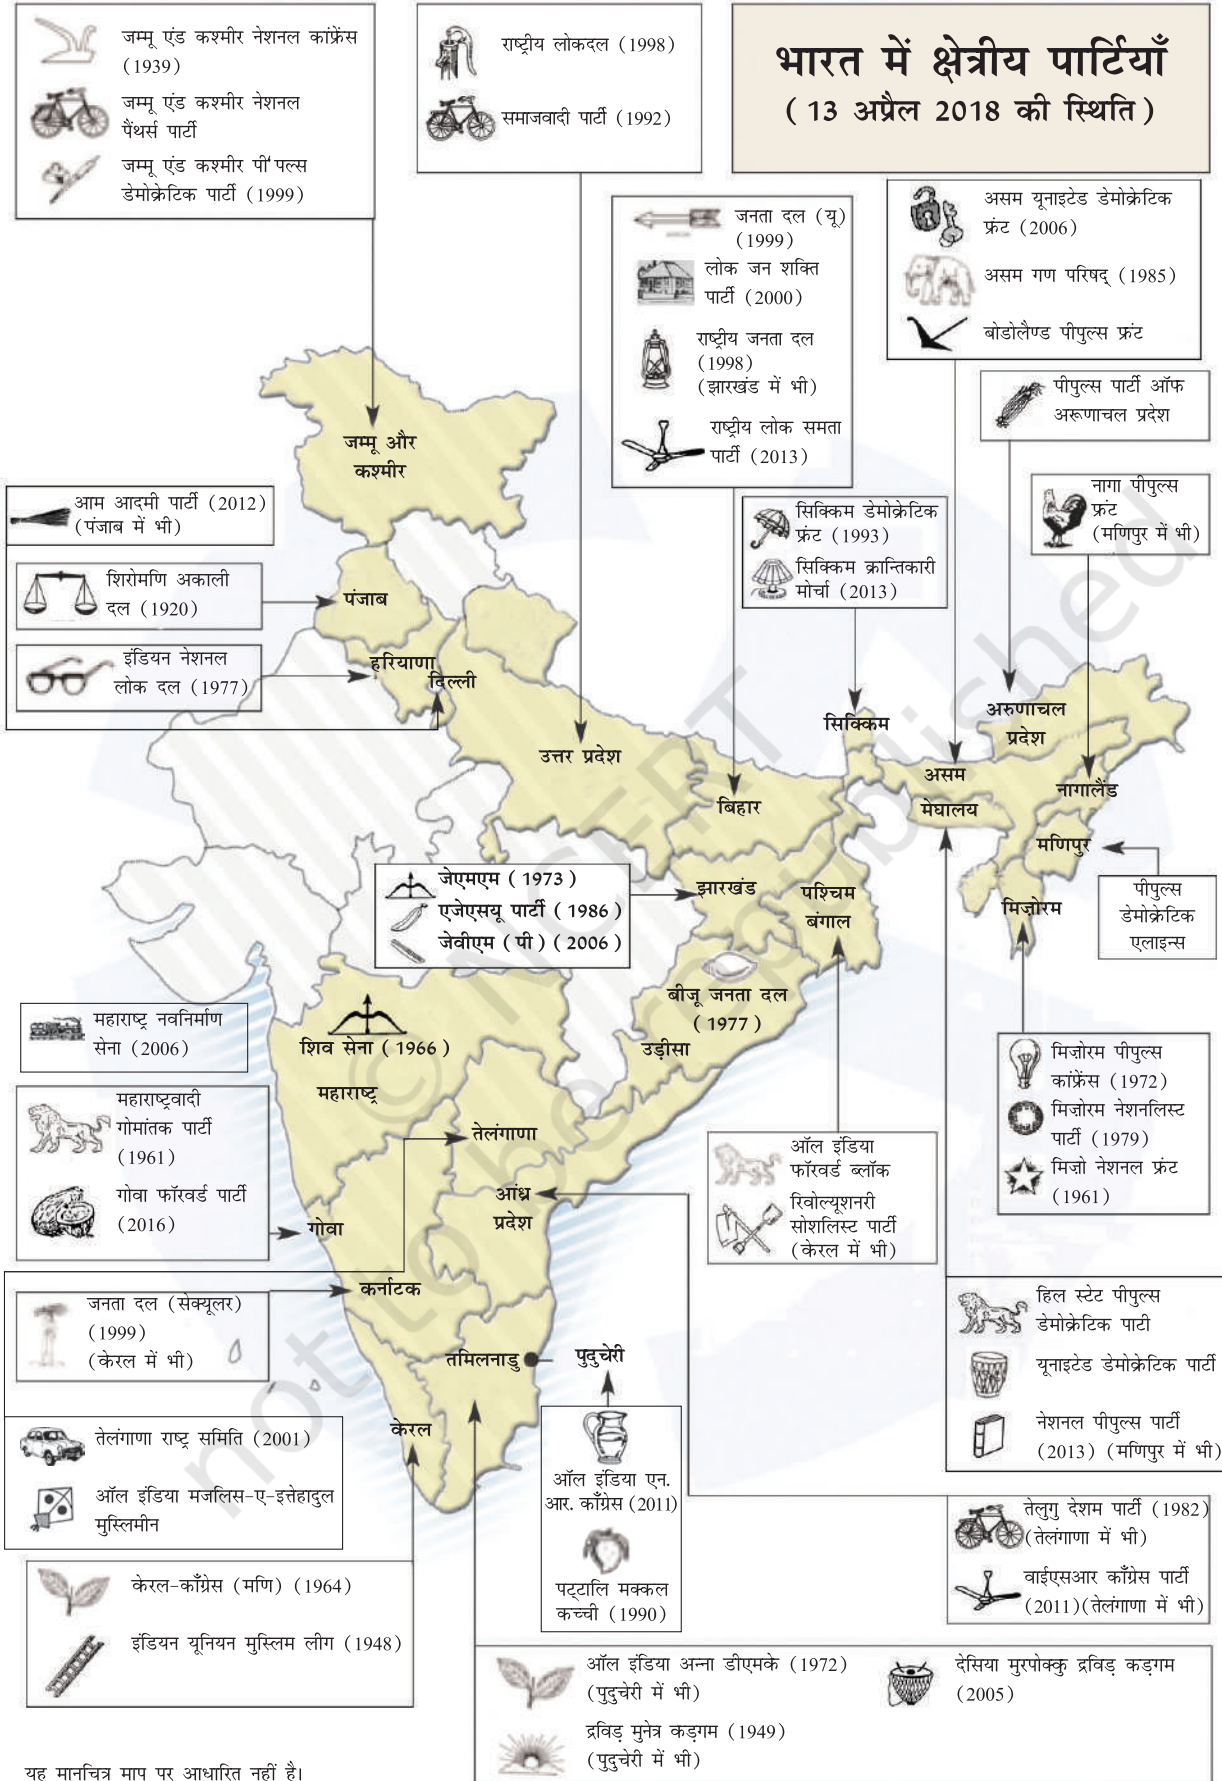 भारत में क्षेत्रीय पार्टियाँ
( 13 अप्रैल 2018 की स्थिति )
जम्मू एंड कश्मीर नेशनल कांफ्रेंस
(1939)
जम्मू एंड कश्मीर नेशनल
पैंथर्स पार्टी
जम्मू एंड कश्मीर पीपल्स
डेमोक्रेटिक पार्टी (1999)
राष्ट्रीय लोकदल (1998)
समाजवादी पार्टी (1992)
जनता दल (यू)
(1999)
लोक जन शक्ति
पार्टी (2000)
राष्ट्रीय जनता दल
(1998)
(झारखंड में भी)
राष्ट्रीय लोक समता
पार्टी (2013)
असम यूनाइटेड डेमोक्रेटिक
फ्रंट (2006)
असम गण परिषद् (1985)
बोडोलैण्ड पीपुल्स फ्रंट
पीपुल्स पार्टी ऑफ
अरूणाचल प्रदेश
नागा पीपुल्स
फ्रंट
(मणिपुर में भी)
सिक्किम डेमोक्रेटिक
फ्रंट (1993)
सिक्किम क्रान्तिकारी
मोर्चा (2013)
आम आदमी पार्टी (2012)
(पंजाब में भी)
शिरोमणि अकाली
दल (1920)
इंडियन नेशनल
लोक दल (1977)
जम्मू और
कश्मीर
पंजाब
हरियाणा
दिल्ली
उत्तर प्रदेश
बिहार
सिक्किम
अरुणाचल
प्रदेश
असम
मेघालय
नागालैंड
मणिपुर
मिज़ोरम
झारखंड
पश्चिम
बंगाल
जेएमएम (1973)
एजेएसयू पार्टी (1986)
जेवीएम (पी) (2006)
पीपुल्स
डेमोक्रेटिक
एलाइन्स
बीजू जनता दल
(1977)
उड़ीसा
शिव सेना (1966)
महाराष्ट्र
महाराष्ट्र नवनिर्माण
सेना (2006)
महाराष्ट्रवादी
गोमांतक पार्टी
(1961)
गोवा फॉरवर्ड पार्टी
(2016)
तेलंगाना
आंध्र
प्रदेश
गोवा
कर्नाटक
तमिलनाडु
पुदुचेरी
केरल
मिज़ोरम पीपुल्स
कांफ्रेंस (1972)
मिज़ोरम नेशनलिस्ट
पार्टी (1979)
मिज़ो नेशनल फ्रंट
(1961)
ऑल इंडिया
फॉरवर्ड ब्लॉक
रिवोल्यूशनरी
सोशलिस्ट पार्टी
(केरल में भी)
जनता दल (सेक्यूलर)
(1999)
(केरल में भी)
हिल स्टेट पीपुल्स
डेमोक्रेटिक पाटी
यूनाइटेड डेमोक्रेटिक पार्टी
नेशनल पीपुल्स पार्टी
(2013) (मणिपुर में भी)
तेलंगाणा राष्ट्र समिति (2001)
ऑल इंडिया मजलिस-ए-इत्तेहादुल
मुस्लिमीन
ऑल इंडिया एन.
आर. काँग्रेस (2011)
पट्टालि मक्कल
कच्ची (1990)
तेलुगु देशम पार्टी (1982)
(तेलंगाणा में भी)
वाईएसआर काँग्रेस पार्टी
(2011)(तेलंगाणा में भी)
केरल-काँग्रेस (मणि) (1964)
इंडियन यूनियन मुस्लिम लीग (1948)
ऑल इंडिया अन्ना डीएमके (1972)
(पुदुचेरी में भी)
द्रविड़ मुनेत्र कड़गम (1949)
(पुदुचेरी में भी)
देसिया मुरपोक्कु द्रविड़ कड़गम
(2005)
यह मानचित्र माप पर आधारित नहीं है।
© NCERT
not to be republished